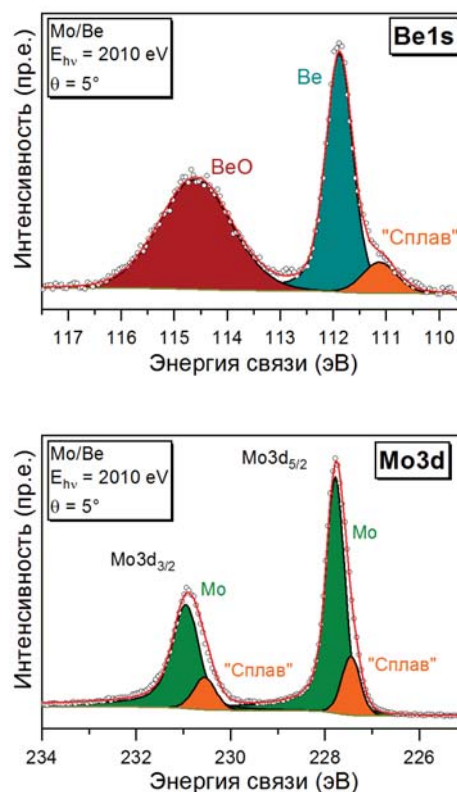 Mo/Be
E_hν = 2010 eV
θ = 5°
Be1s
Be
BeO
"Сплав"
Интенсивность (пр.е.)
117 116 115 114 113 112 111 110
Энергия связи (эВ)
Mo/Be
E_hν = 2010 eV
θ = 5°
Mo3d
Mo3d5/2
Mo
Mo3d3/2
Mo
"Сплав"
"Сплав"
Интенсивность (пр.е.)
234 232 230 228 226
Энергия связи (эВ)